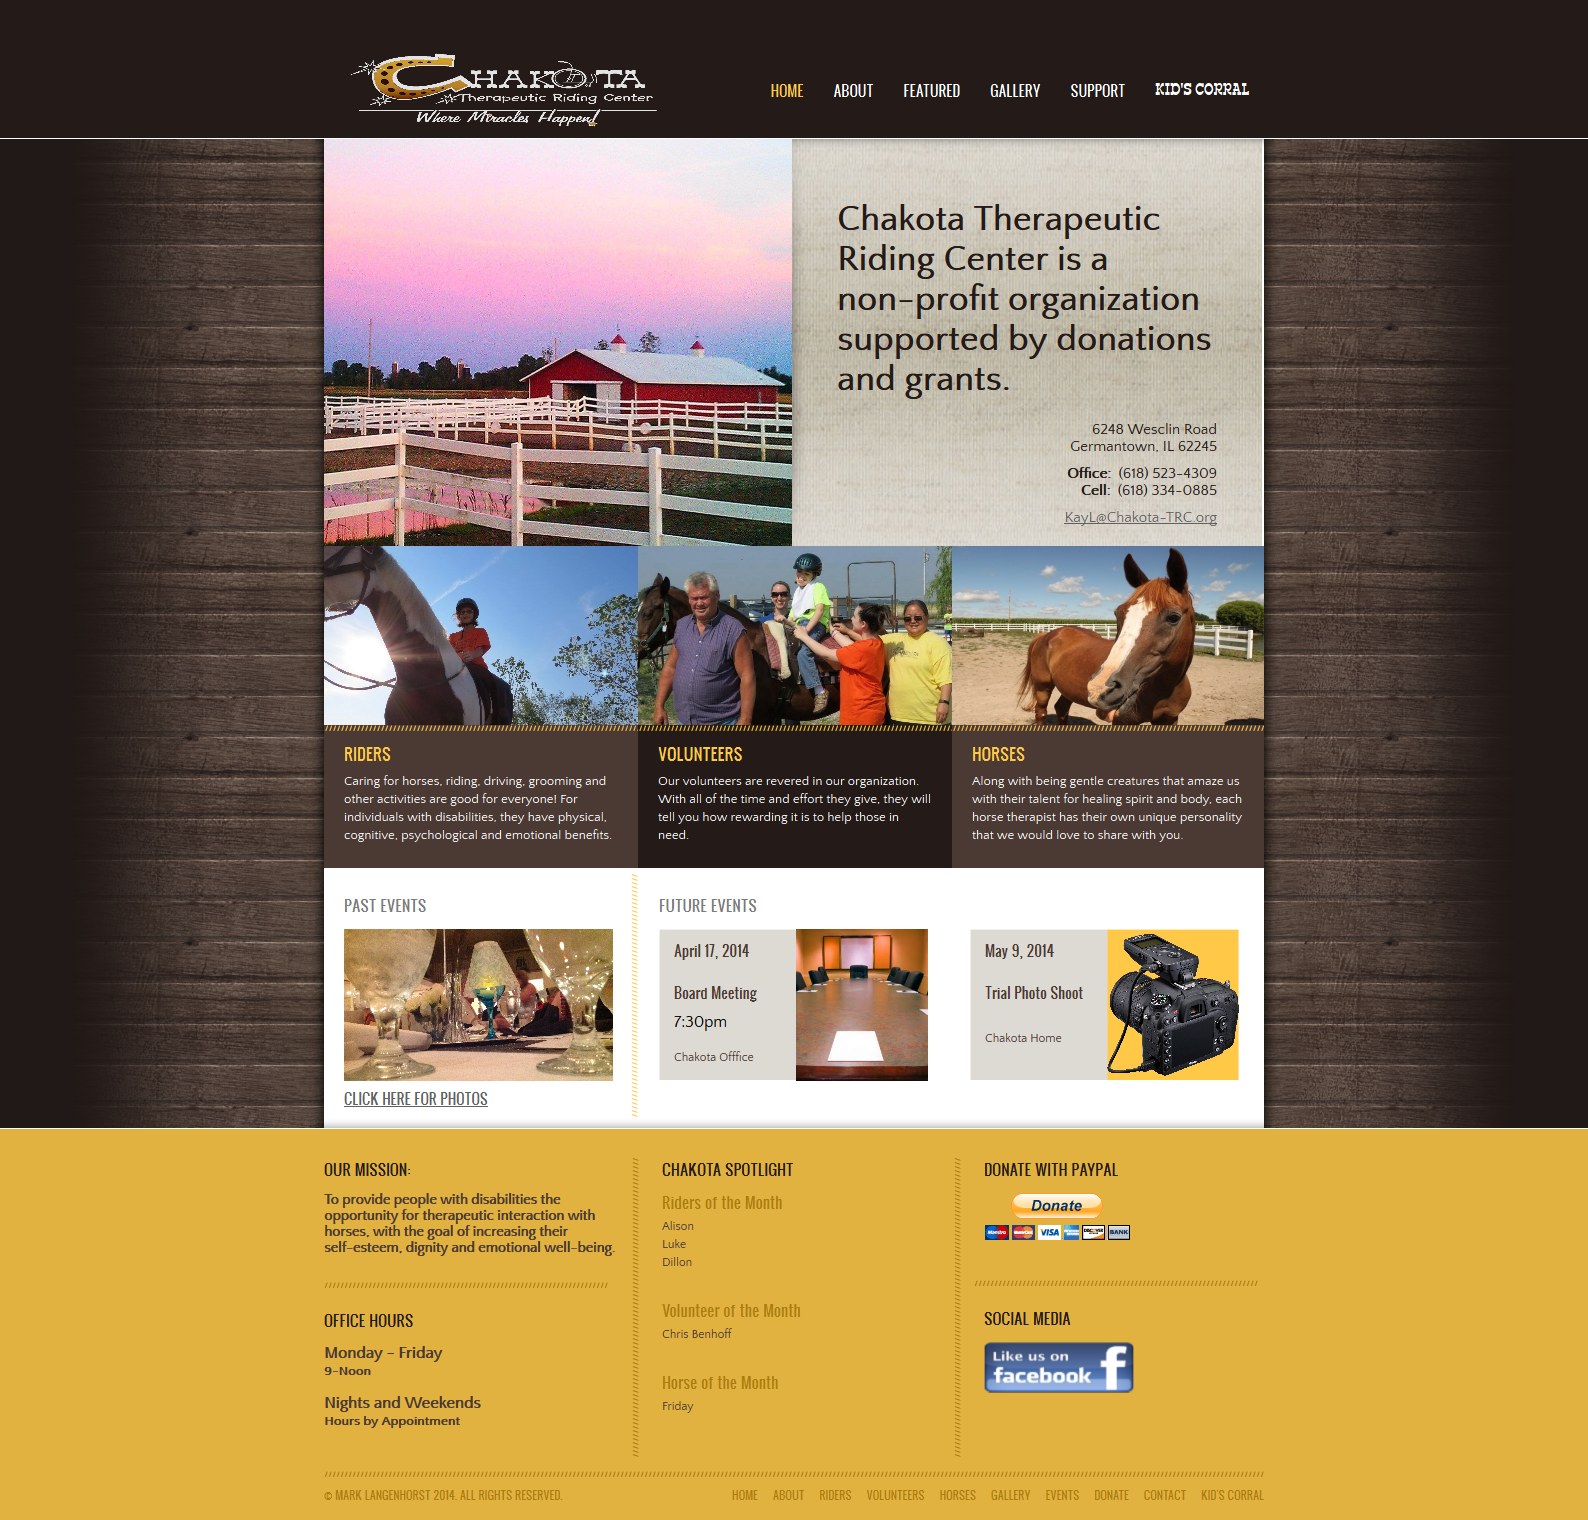 CHAKOTA
Therapeutic Riding Center
Where Miracles Happen!
HOME ABOUT FEATURED GALLERY SUPPORT KID'S CORRAL
Chakota Therapeutic
Riding Center is a
non-profit organization
supported by donations
and grants.
6248 Wesclin Road
Germantown, IL 62245
Office: (618) 523-4309
Cell: (618) 334-0885
KayL@Chakota-TRC.org
RIDERS
Caring for horses, riding, driving, grooming and
other activities are good for everyone! For
individuals with disabilities, they have physical,
cognitive, psychological and emotional benefits.
VOLUNTEERS
Our volunteers are revered in our organization.
With all of the time and effort they give, they will
tell you how rewarding it is to help those in
need.
HORSES
Along with being gentle creatures that amaze us
with their talent for healing spirit and body, each
horse therapist has their own unique personality
that we would love to share with you.
PAST EVENTS
CLICK HERE FOR PHOTOS
FUTURE EVENTS
April 17, 2014
Board Meeting
7:30pm
Chakota Offfice
May 9, 2014
Trial Photo Shoot
Chakota Home
OUR MISSION:
To provide people with disabilities the
opportunity for therapeutic interaction with
horses, with the goal of increasing their
self-esteem, dignity and emotional well-being.
OFFICE HOURS
Monday - Friday
9-Noon
Nights and Weekends
Hours by Appointment
CHAKOTA SPOTLIGHT
Riders of the Month
Alison
Luke
Dillon
Volunteer of the Month
Chris Benhoff
Horse of the Month
Friday
DONATE WITH PAYPAL
Donate
Maestro MasterCard VISA DISCOVER BANK
SOCIAL MEDIA
Like us on
facebook
© MARK LANGENHORST 2014. ALL RIGHTS RESERVED.
HOME ABOUT RIDERS VOLUNTEERS HORSES GALLERY EVENTS DONATE CONTACT KID'S CORRAL